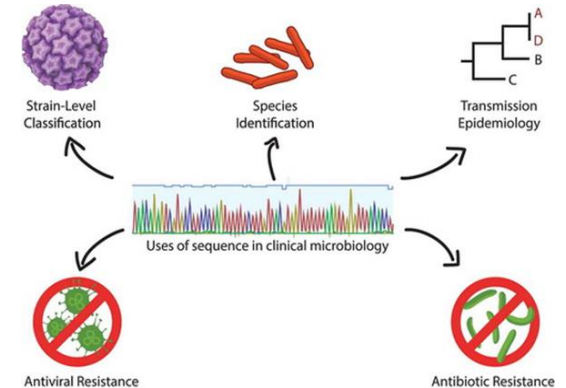 Strain-Level
Classification
Species
Identification
A
D
B
C
Transmission
Epidemiology
Uses of sequence in clinical microbiology
Antiviral Resistance
Antibiotic Resistance